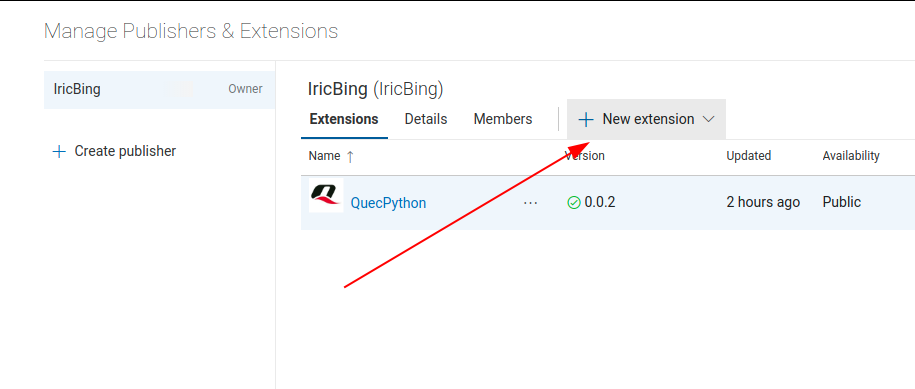 Manage Publishers & Extensions
IricBing Owner
+ Create publisher
IricBing (IricBing)
Extensions Details Members + New extension
Name ↑ Version Updated Availability
QuecPython ··· 0.0.2 2 hours ago Public